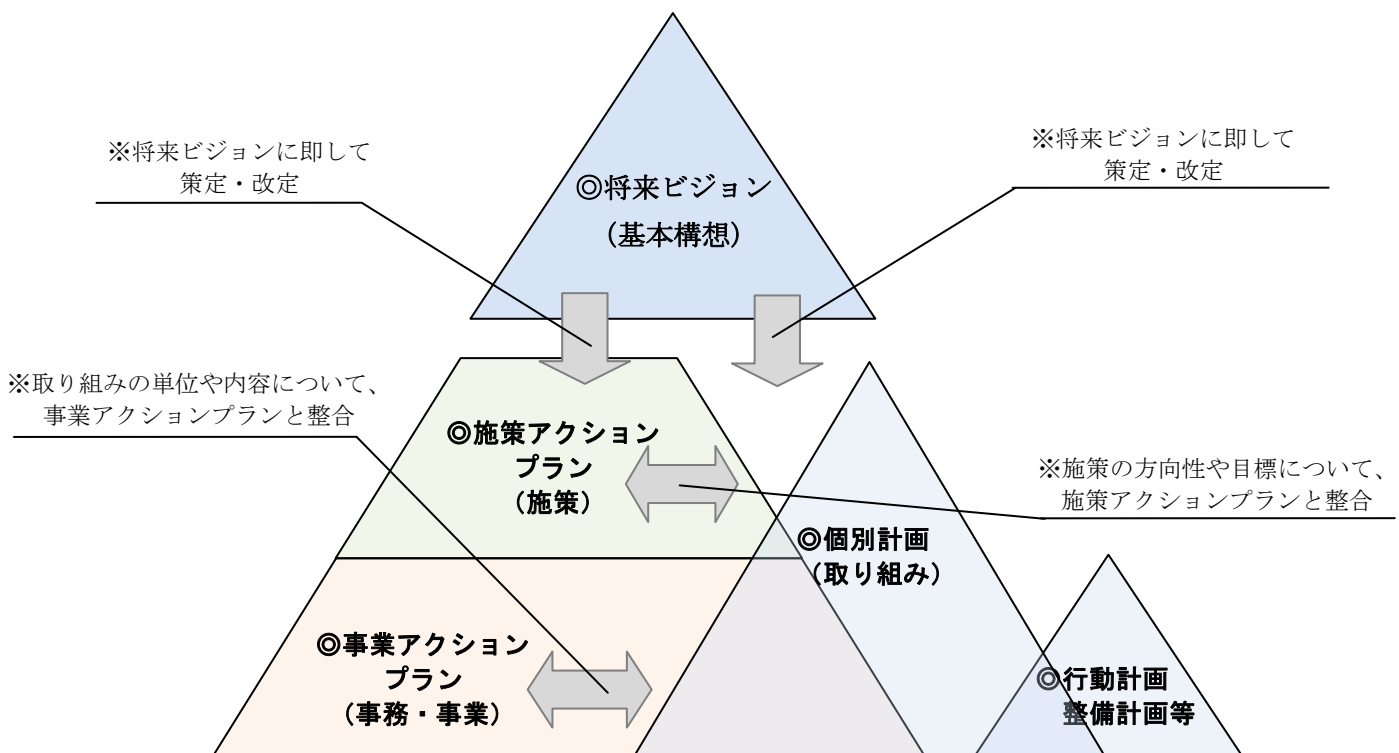 ※将来ビジョンに即して
策定・改定
※将来ビジョンに即して
策定・改定
◎将来ビジョン
（基本構想）
※取り組みの単位や内容について、
事業アクションプランと整合
◎施策アクション
プラン
（施策）
※施策の方向性や目標について、
施策アクションプランと整合
◎個別計画
（取り組み）
◎事業アクション
プラン
（事務・事業）
◎行動計画
整備計画等